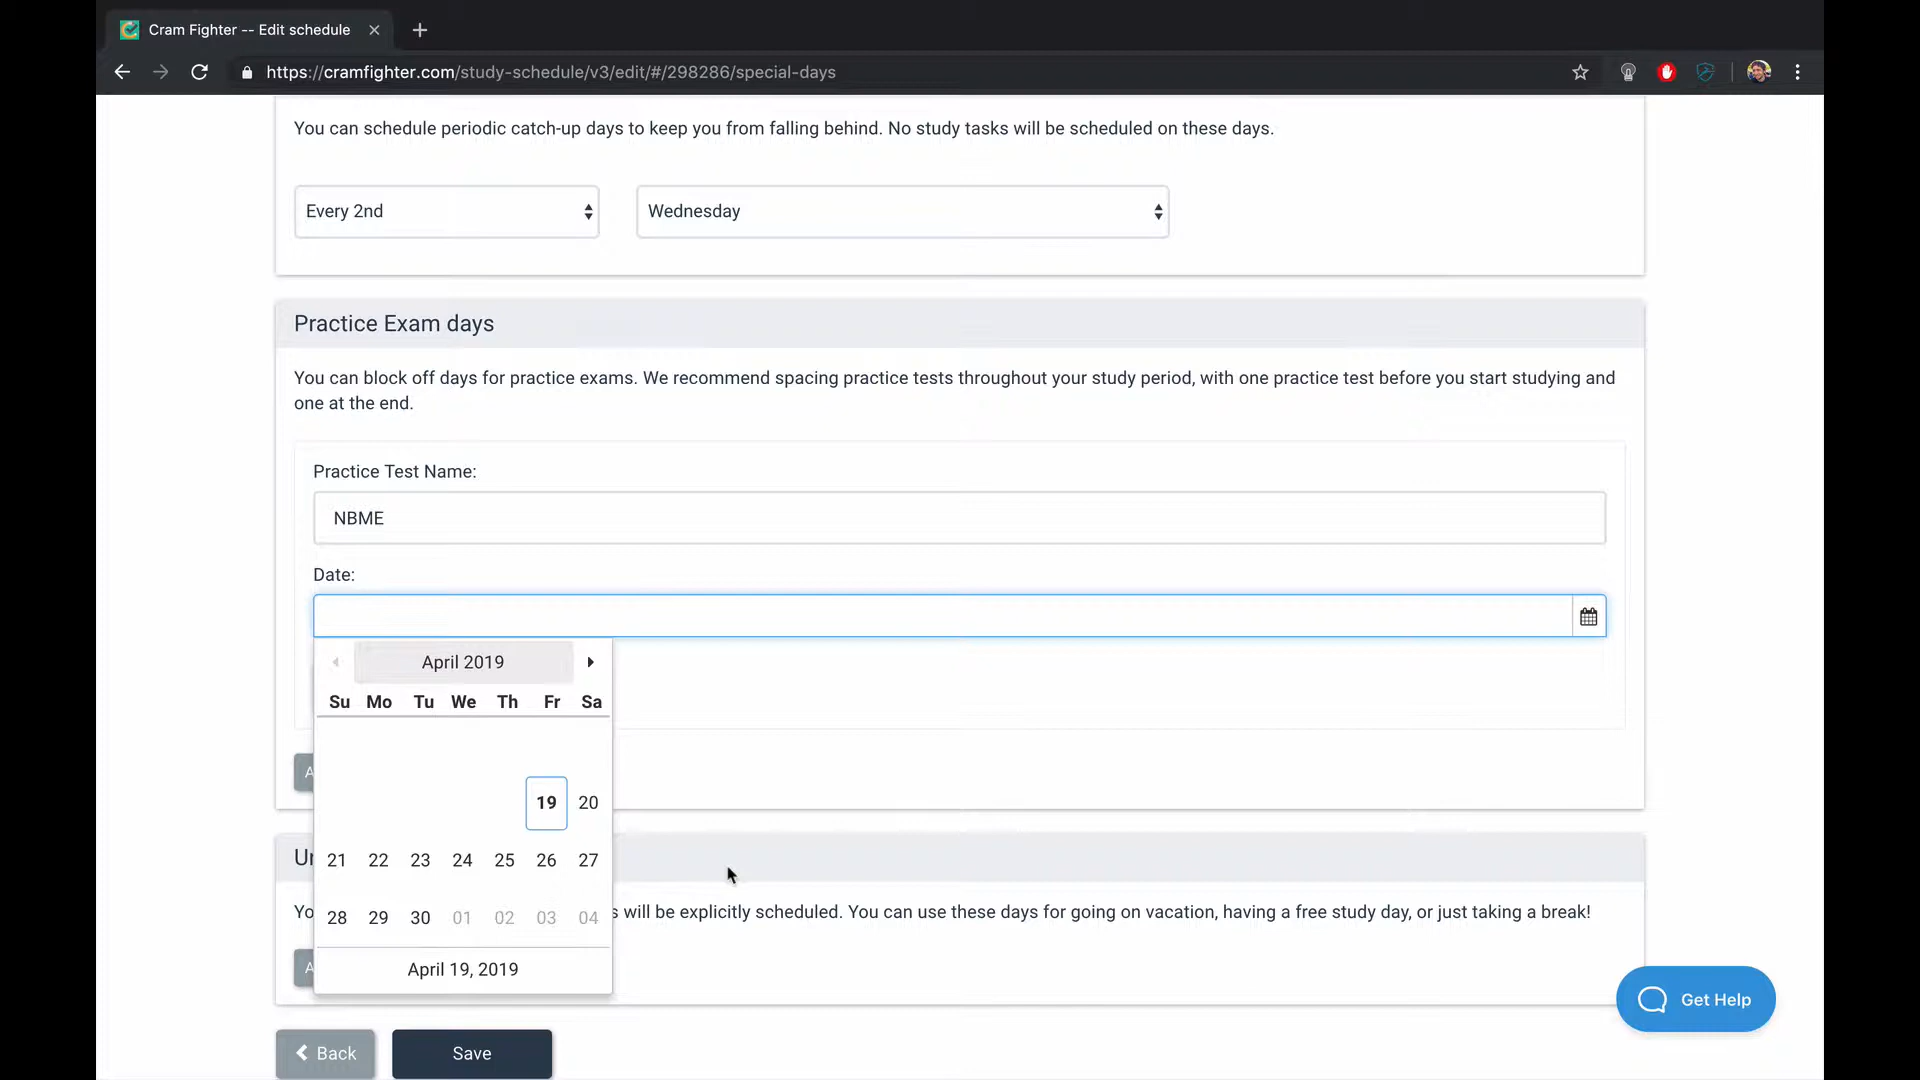 Cram Fighter -- Edit schedule
https://cramfighter.com/study-schedule/v3/edit/#/298286/special-days
You can schedule periodic catch-up days to keep you from falling behind. No study tasks will be scheduled on these days.
Every 2nd
Wednesday
Practice Exam days
You can block off days for practice exams. We recommend spacing practice tests throughout your study period, with one practice test before you start studying and
one at the end.
Practice Test Name:
NBME
Date:
April 2019
Su Mo Tu We Th Fr Sa
19 20
A
21 22 23 24 25 26 27
Un
28 29 30 01 02 03 04
Yo
s will be explicitly scheduled. You can use these days for going on vacation, having a free study day, or just taking a break!
A
April 19, 2019
Get Help
Back
Save